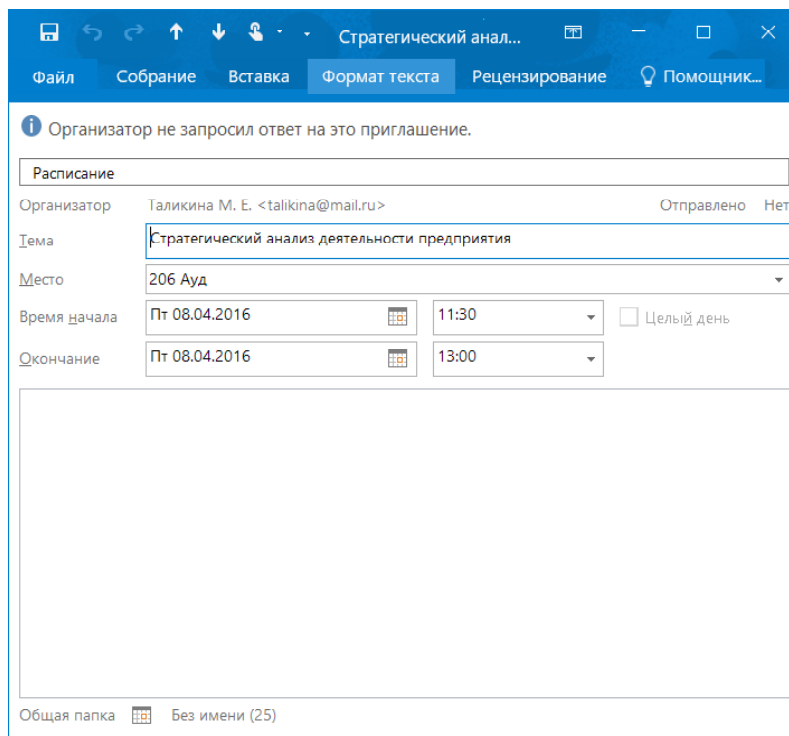 Стратегический анал...
Файл Собрание Вставка Формат текста Рецензирование Помощник...
Организатор не запросил ответ на это приглашение.
Расписание
Организатор Таликина М. Е. <talikina@mail.ru> Отправлено Нет
Тема Стратегический анализ деятельности предприятия
Место 206 Ауд
Время начала Пт 08.04.2016 11:30 Целый день
Окончание Пт 08.04.2016 13:00
Общая папка Без имени (25)